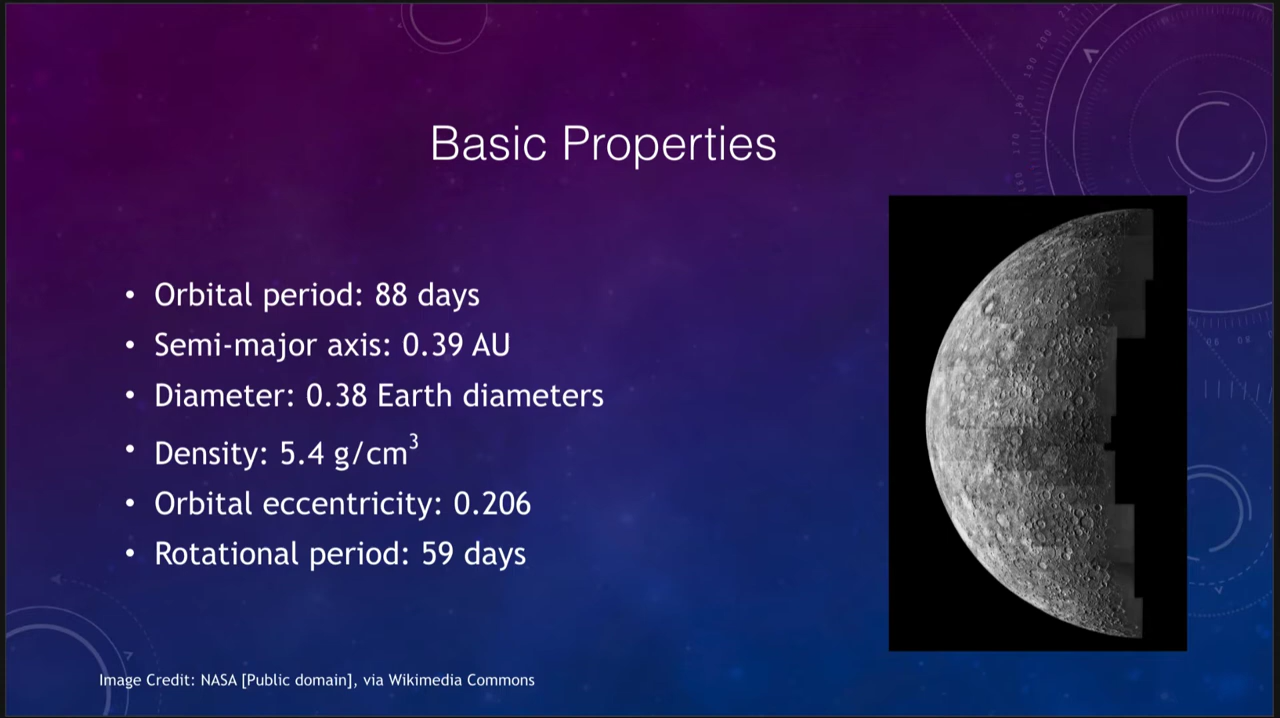 Basic Properties
• Orbital period: 88 days
• Semi-major axis: 0.39 AU
• Diameter: 0.38 Earth diameters
• Density: 5.4 g/cm³
• Orbital eccentricity: 0.206
• Rotational period: 59 days
Image Credit: NASA [Public domain], via Wikimedia Commons